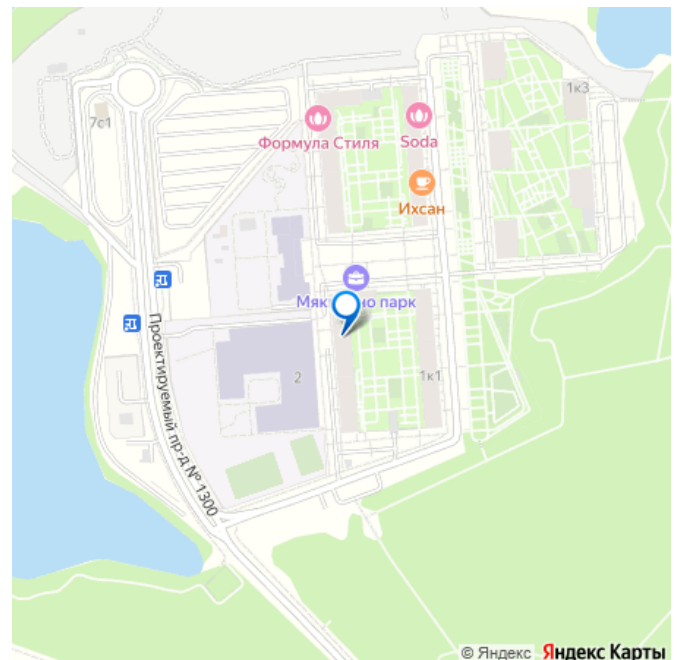 1к3
7с1
Формула Стиля
Soda
Ихсан
Мяк но парк
Проектируемый пр-д № 1300
2
1к1
© Яндекс Яндекс Карты